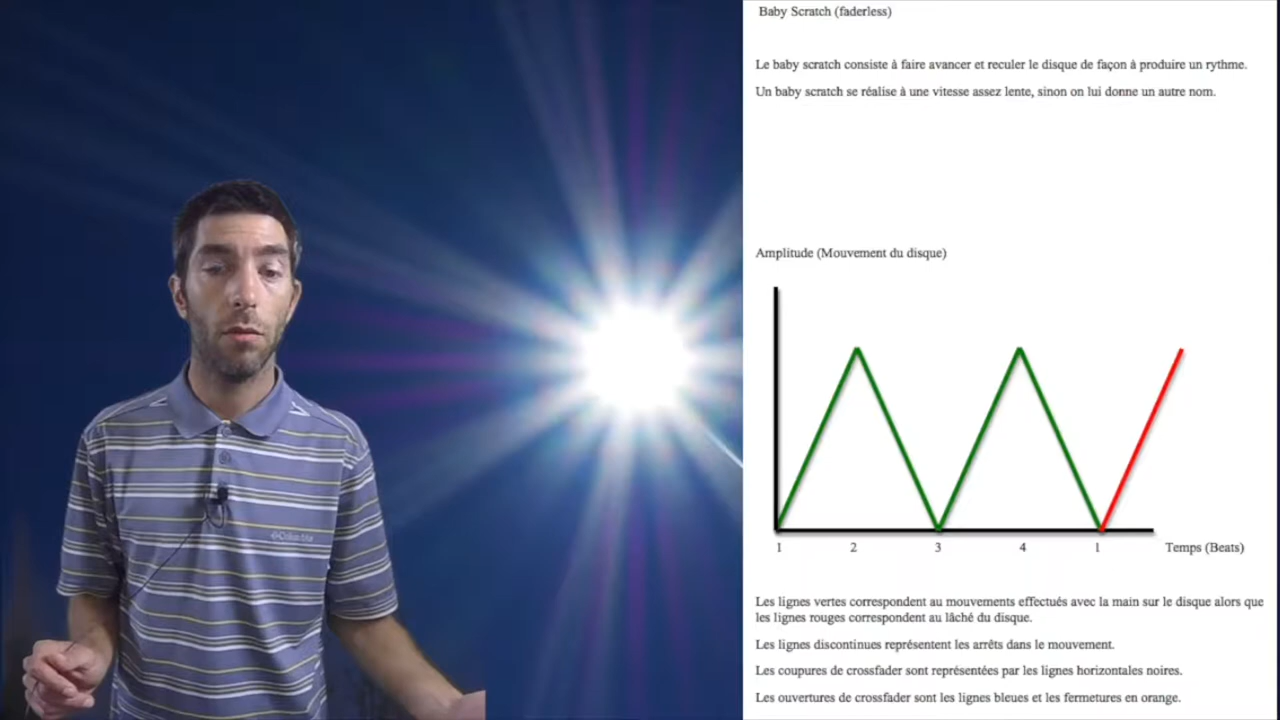 Baby Scratch (faderless)
Le baby scratch consiste à faire avancer et reculer le disque de façon à produire un rythme.
Un baby scratch se réalise à une vitesse assez lente, sinon on lui donne un autre nom.
Amplitude (Mouvement du disque)
1 2 3 4 1 Temps (Beats)
Les lignes vertes correspondent au mouvements effectués avec la main sur le disque alors que
les lignes rouges correspondent au lâché du disque.
Les lignes discontinues représentent les arrêts dans le mouvement.
Les coupures de crossfader sont représentées par les lignes horizontales noires.
Les ouvertures de crossfader sont les lignes bleues et les fermetures en orange.
Columbia